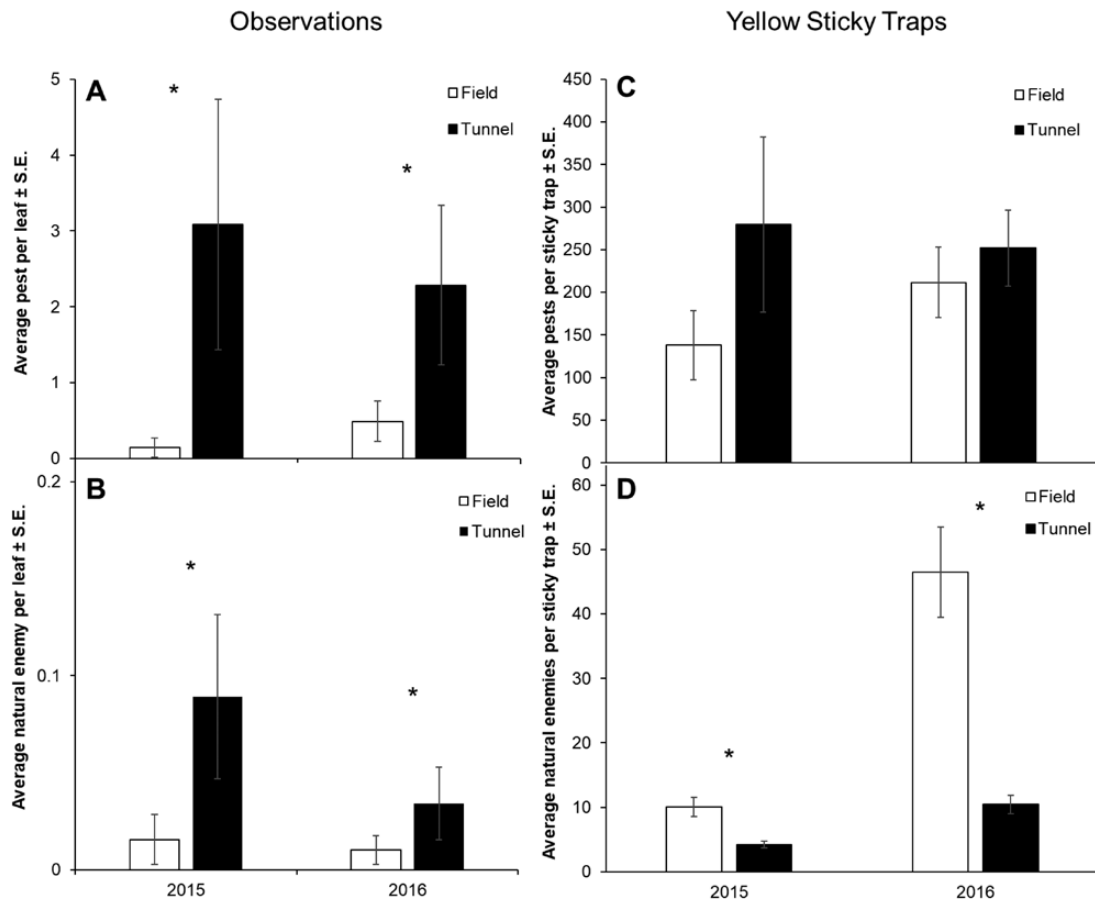 Observations
Yellow Sticky Traps
A
*
*
Field
Tunnel
Average pest per leaf ± S.E.
5
4
3
2
1
0
C
Field
Tunnel
Average pests per sticky trap ± S.E.
450
400
350
300
250
200
150
100
50
0
B
*
*
Field
Tunnel
Average natural enemy per leaf ± S.E.
0.2
0.1
0
2015
2016
D
*
*
Field
Tunnel
Average natural enemies per sticky trap ± S.E.
60
50
40
30
20
10
0
2015
2016